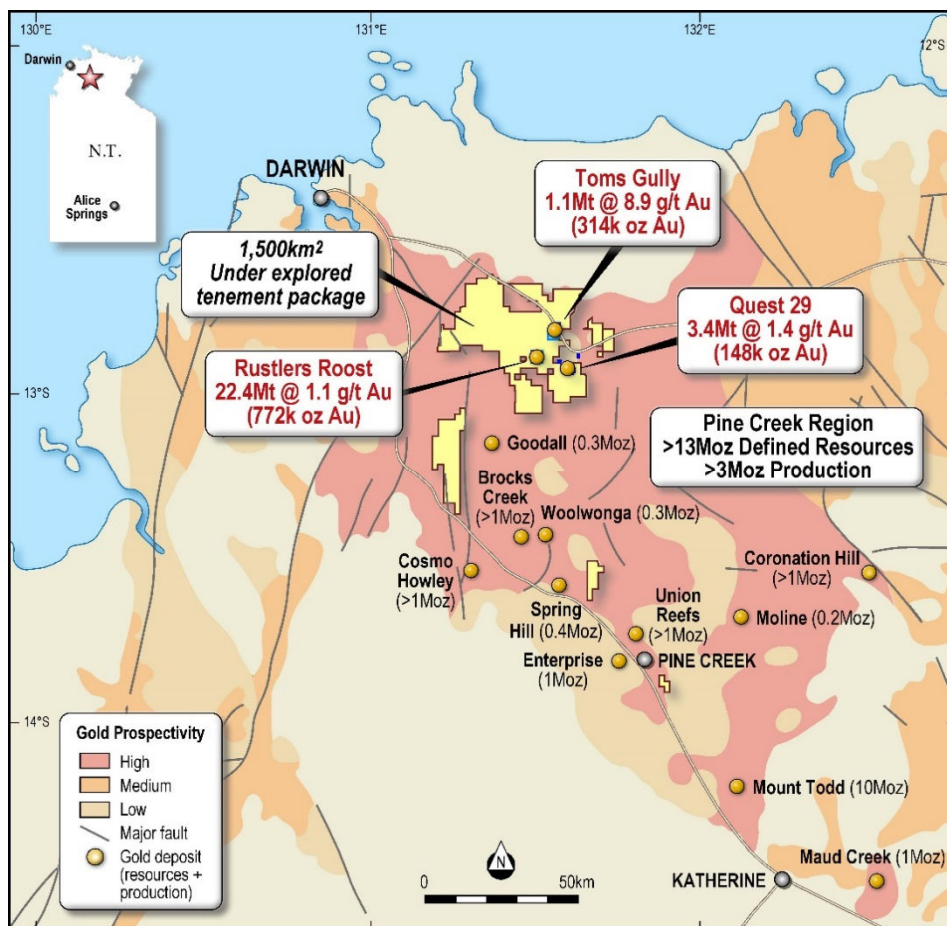 130°E
131°E
132°E
12°S
Darwin
N.T.
Alice
Springs
DARWIN
Toms Gully
1.1Mt @ 8.9 g/t Au
(314k oz Au)
1,500km²
Under explored
tenement package
Quest 29
3.4Mt @ 1.4 g/t Au
(148k oz Au)
Rustlers Roost
22.4Mt @ 1.1 g/t Au
(772k oz Au)
13°S
Pine Creek Region
>13Moz Defined Resources
>3Moz Production
Goodall (0.3Moz)
Brocks
Creek
(>1Moz)
Woolwonga (0.3Moz)
Cosmo
Howley
(>1Moz)
Coronation Hill
(>1Moz)
Spring
Hill (0.4Moz)
Union
Reefs
(>1Moz)
Moline (0.2Moz)
Enterprise
(1Moz)
PINE CREEK
14°S
Gold Prospectivity
High
Medium
Low
Major fault
Gold deposit
(resources +
production)
Mount Todd (10Moz)
Maud Creek (1Moz)
KATHERINE
N
0
50km